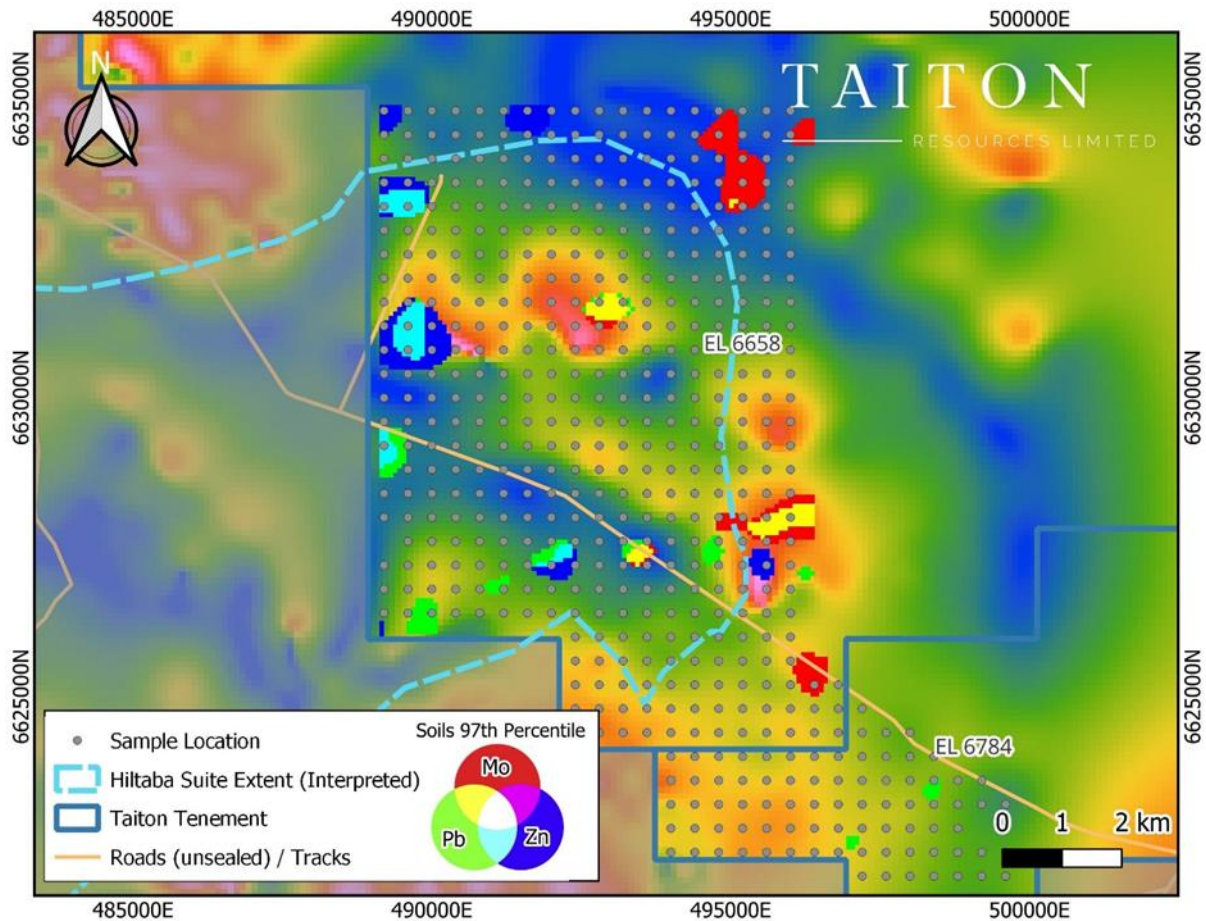 485000E 490000E 495000E 500000E
N
6635000N
6635000N
TAITON
RESOURCES LIMITED
EL 6658
6630000N
6630000N
6625000N
6625000N
EL 6784
Sample Location
Hiltaba Suite Extent (Interpreted)
Taiton Tenement
Roads (unsealed) / Tracks
Soils 97th Percentile
Mo
Pb
Zn
0 1 2 km
485000E 490000E 495000E 500000E